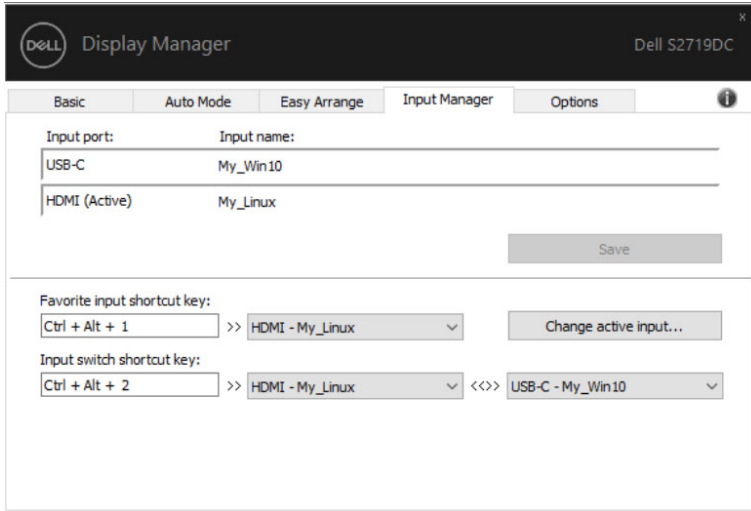 DELL Display Manager Dell S2719DC
x
Basic Auto Mode Easy Arrange Input Manager Options i
Input port: Input name:
USB-C My_Win10
HDMI (Active) My_Linux
Save
Favorite input shortcut key:
Ctrl + Alt + 1 >> HDMI - My_Linux Change active input...
Input switch shortcut key:
Ctrl + Alt + 2 >> HDMI - My_Linux <<>> USB-C - My_Win10